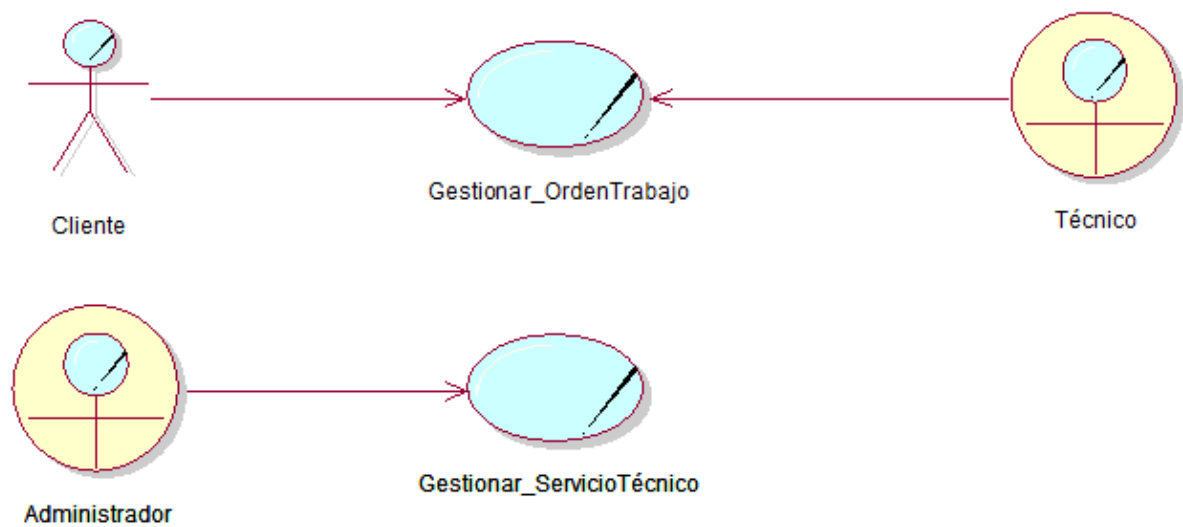 Cliente
Gestionar_OrdenTrabajo
Técnico
Administrador
Gestionar_ServicioTécnico